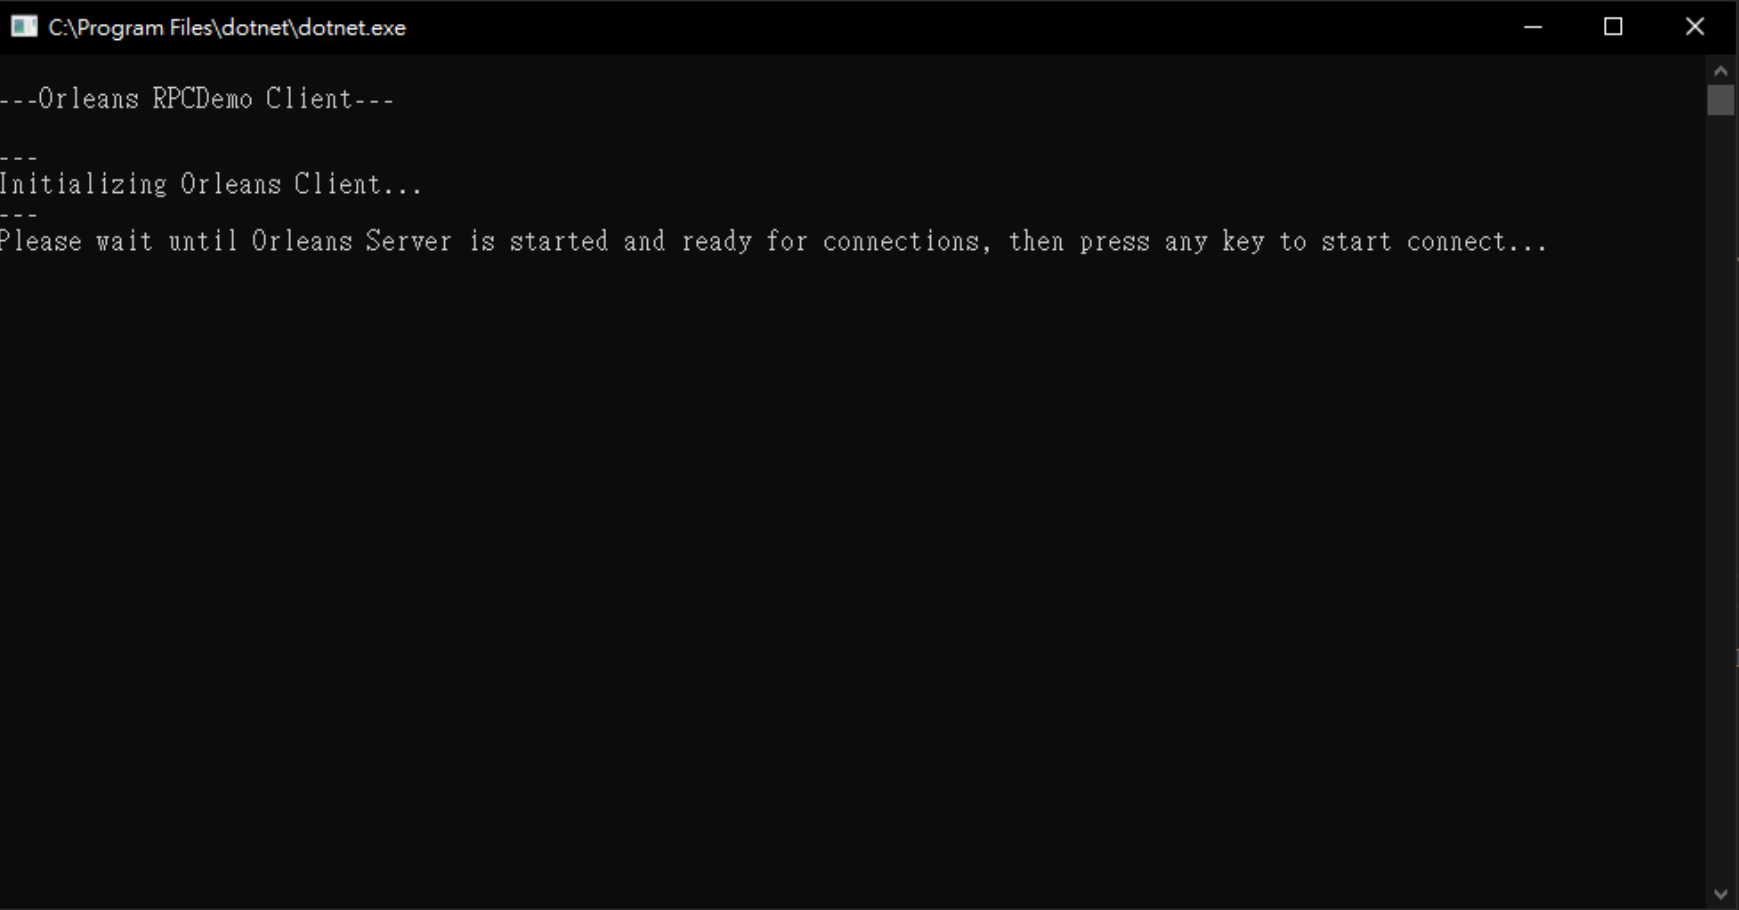 C:\Program Files\dotnet\dotnet.exe
---Orleans RPCDemo Client---
---
Initializing Orleans Client...
---
Please wait until Orleans Server is started and ready for connections, then press any key to start connect...